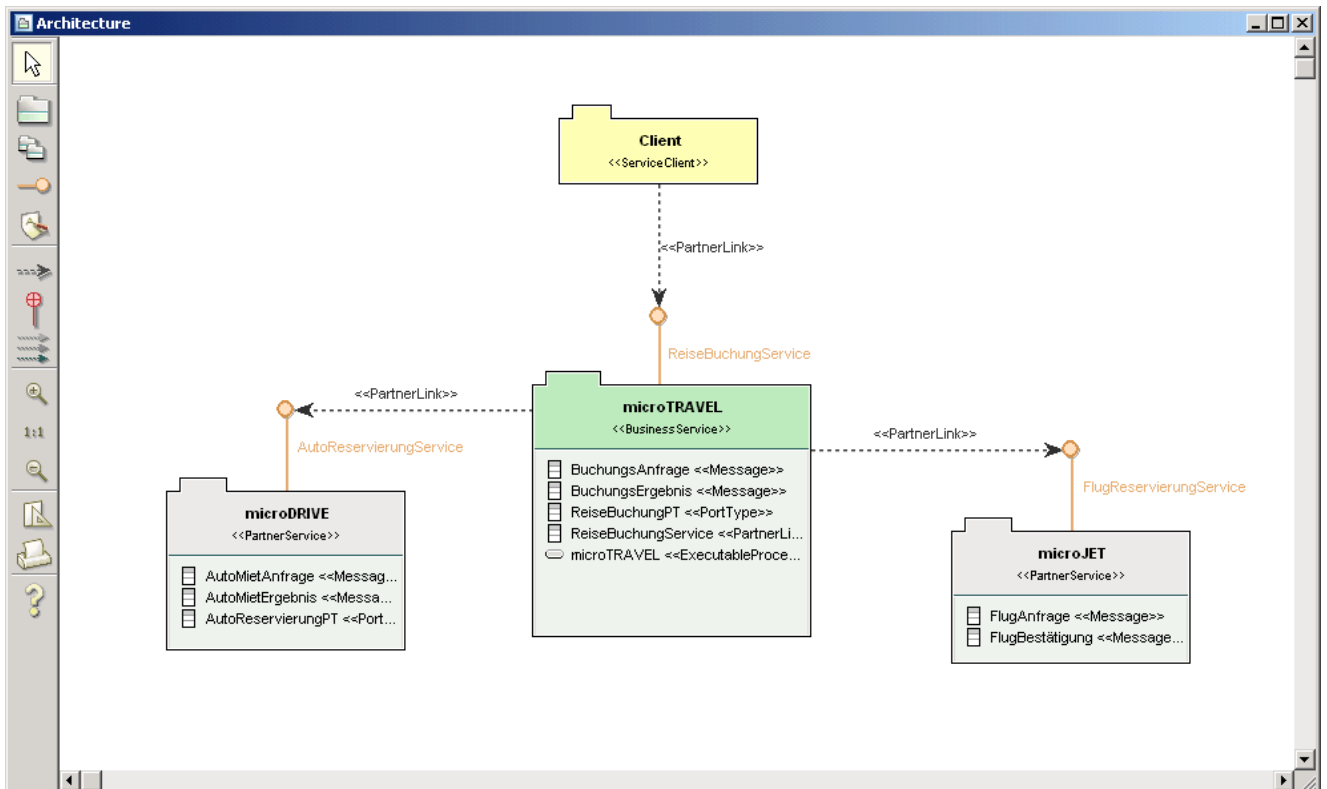 Architecture
Client
<<ServiceClient>>
<<PartnerLink>>
ReiseBuchungService
<<PartnerLink>>
AutoReservierungService
microTRAVEL
<<BusinessService>>
BuchungsAnfrage <<Message>>
BuchungsErgebnis <<Message>>
ReiseBuchungPT <<PortType>>
ReiseBuchungService <<PartnerLi...
microTRAVEL <<ExecutableProce...
<<PartnerLink>>
FlugReservierungService
microDRIVE
<<PartnerService>>
AutoMietAnfrage <<Messag...
AutoMietErgebnis <<Messa...
AutoReservierungPT <<Port...
microJET
<<PartnerService>>
FlugAnfrage <<Message>>
FlugBestätigung <<Message...
1:1